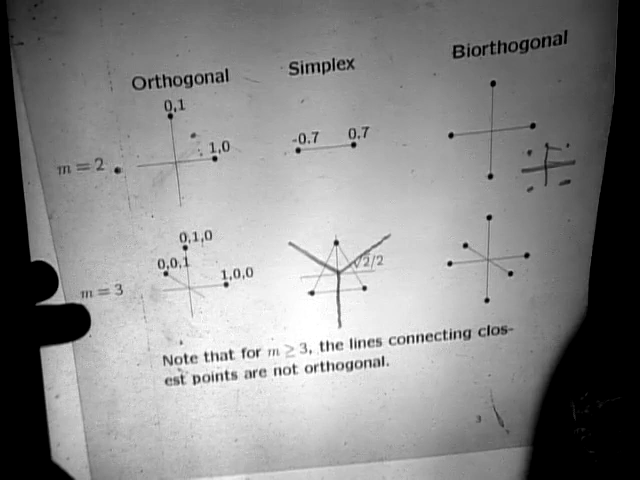 Orthogonal Simplex Biorthogonal
0,1
-0.7 0.7
1,0
m = 2
0,1,0
0,0,1
√2/2
1,0,0
m = 3
Note that for m ≥ 3, the lines connecting clos-
est points are not orthogonal.
3